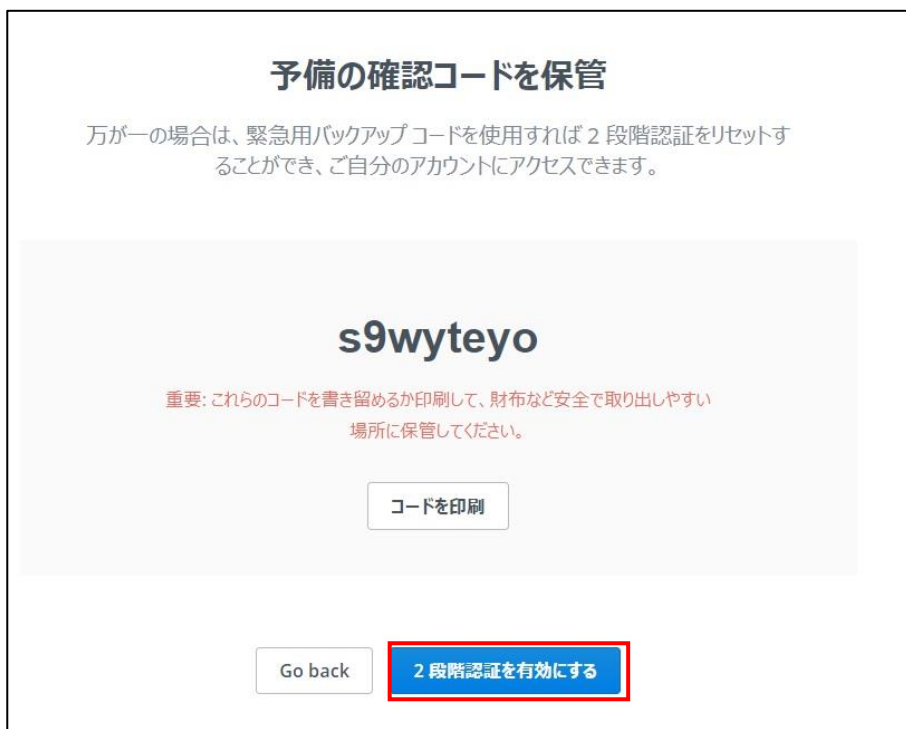 予備の確認コードを保管
万が一の場合は、緊急用バックアップ コードを使用すれば 2 段階認証をリセットす
ることができ、ご自分のアカウントにアクセスできます。
s9wyteyo
重要: これらのコードを書き留めるか印刷して、財布など安全で取り出しやすい
場所に保管してください。
コードを印刷
Go back
2 段階認証を有効にする